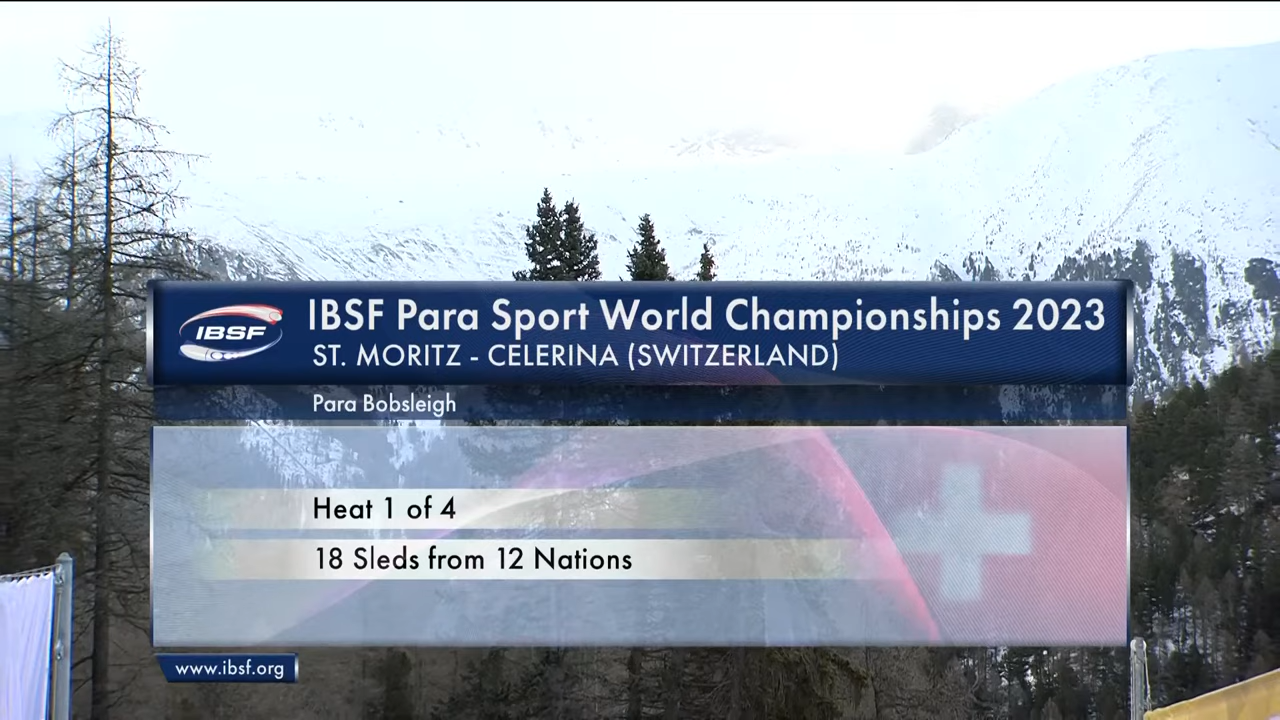 IBSF
IBSF Para Sport World Championships 2023
ST. MORITZ - CELERINA (SWITZERLAND)
Para Bobsleigh
Heat 1 of 4
18 Sleds from 12 Nations
www.ibsf.org